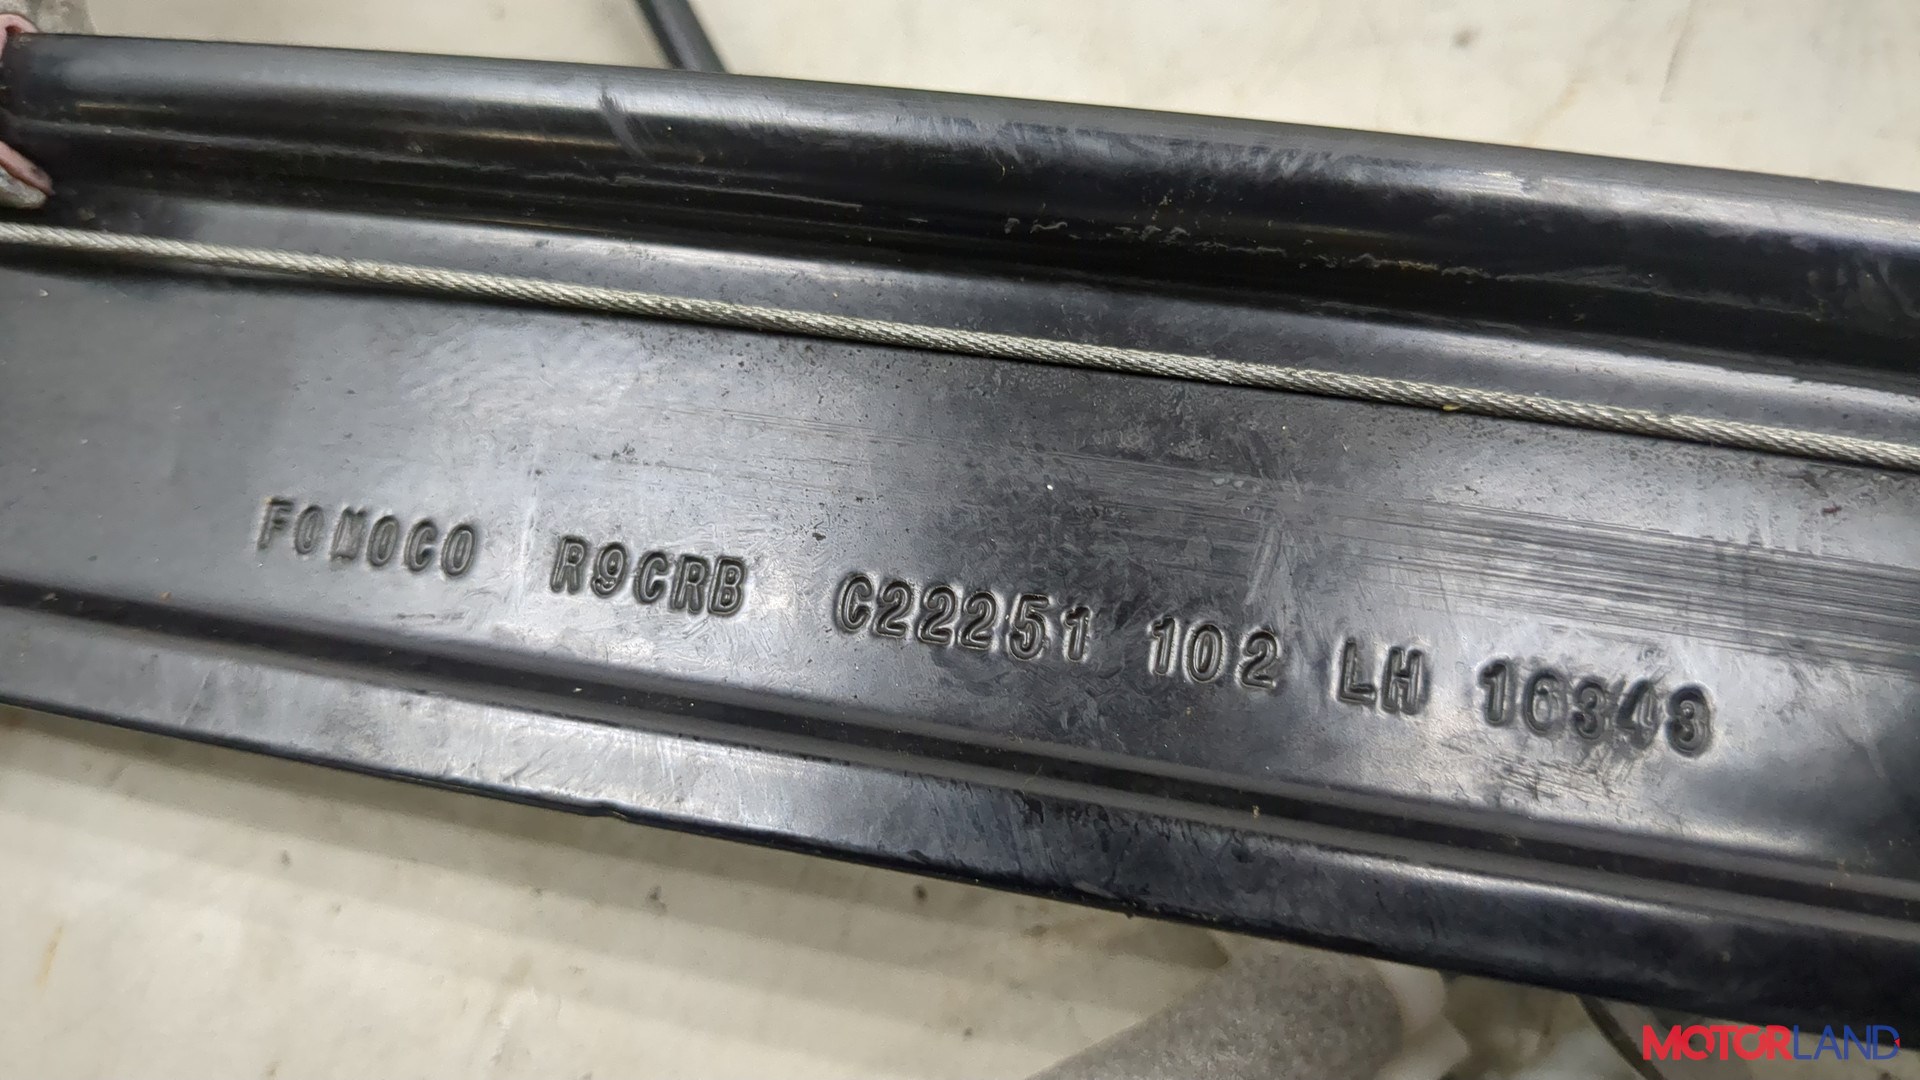 FOMOCO R9CRB C22251 102 LH 16343
MOTORLAND